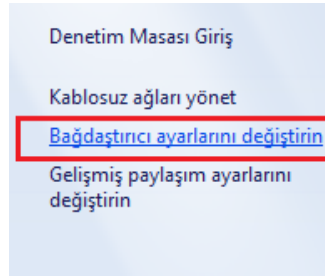 Denetim Masası Giriş
Kablosuz ağları yönet
Bağdaştırıcı ayarlarını değiştirin
Gelişmiş paylaşım ayarlarını
değiştirin